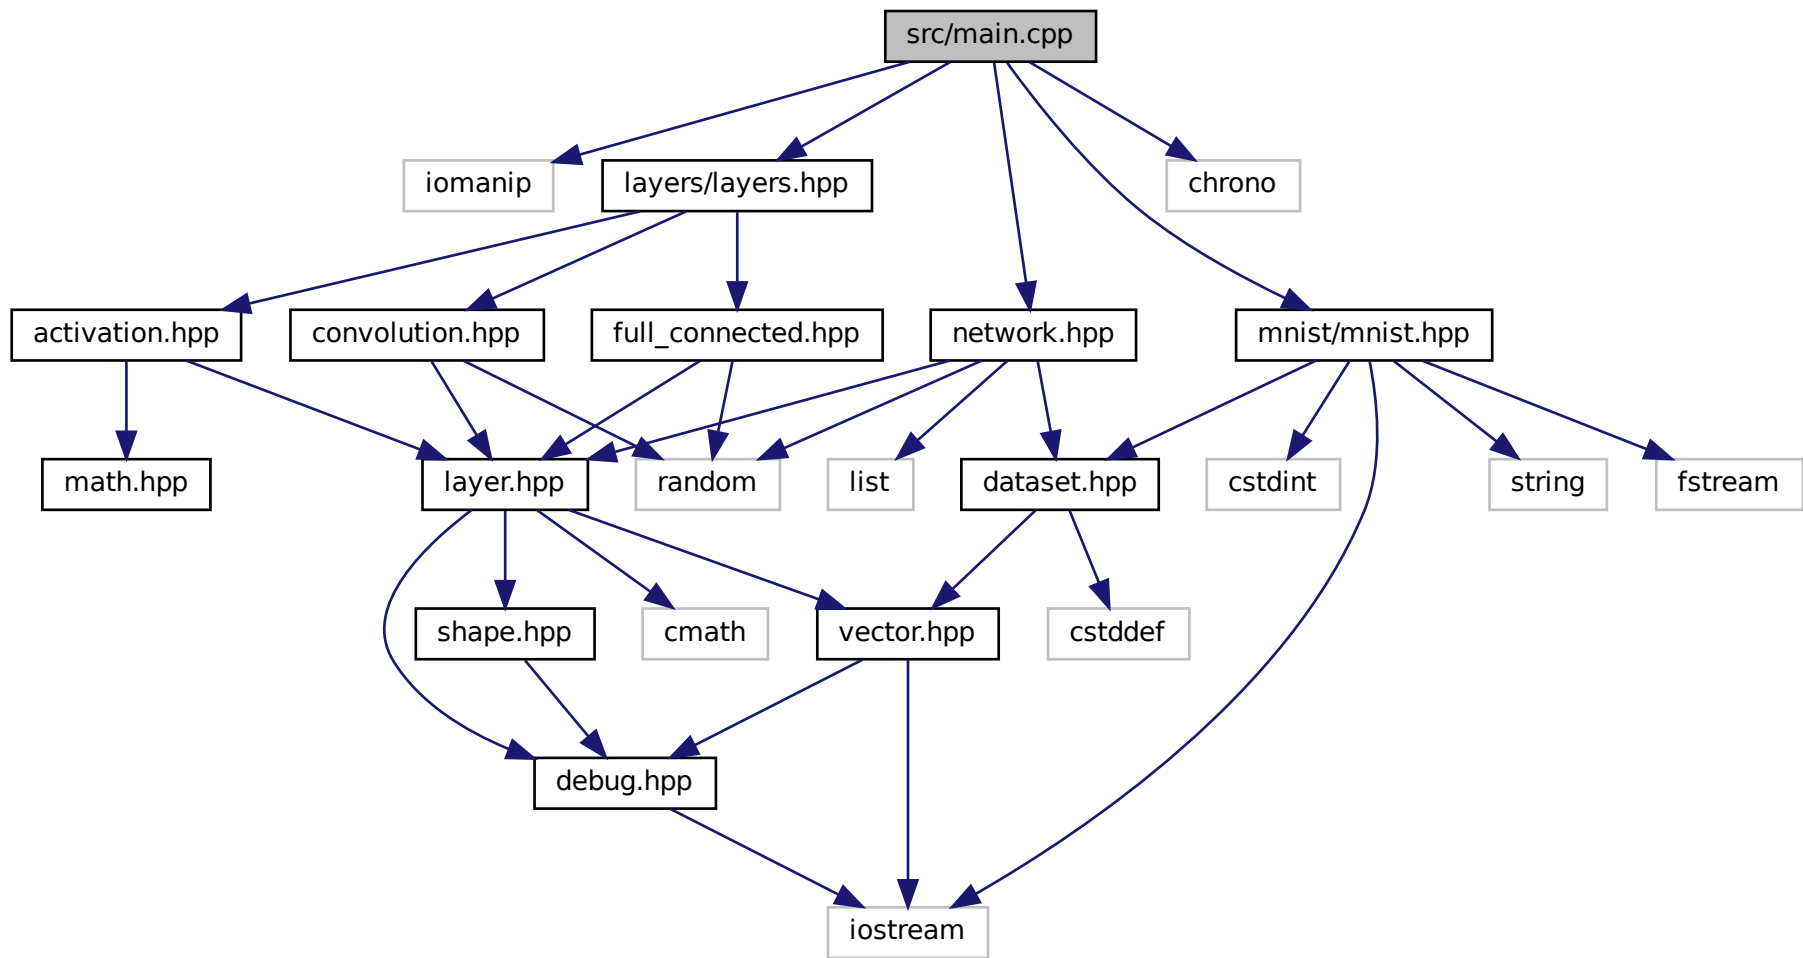 src/main.cpp
iomanip
layers/layers.hpp
chrono
activation.hpp
convolution.hpp
full_connected.hpp
network.hpp
mnist/mnist.hpp
math.hpp
layer.hpp
random
list
dataset.hpp
cstdint
string
fstream
shape.hpp
cmath
vector.hpp
cstddef
debug.hpp
iostream